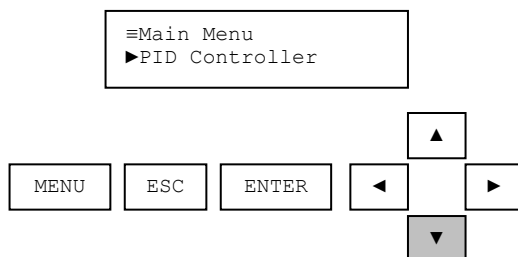 ≡Main Menu
►PID Controller
▲
MENU ESC ENTER ◄ ►
▼